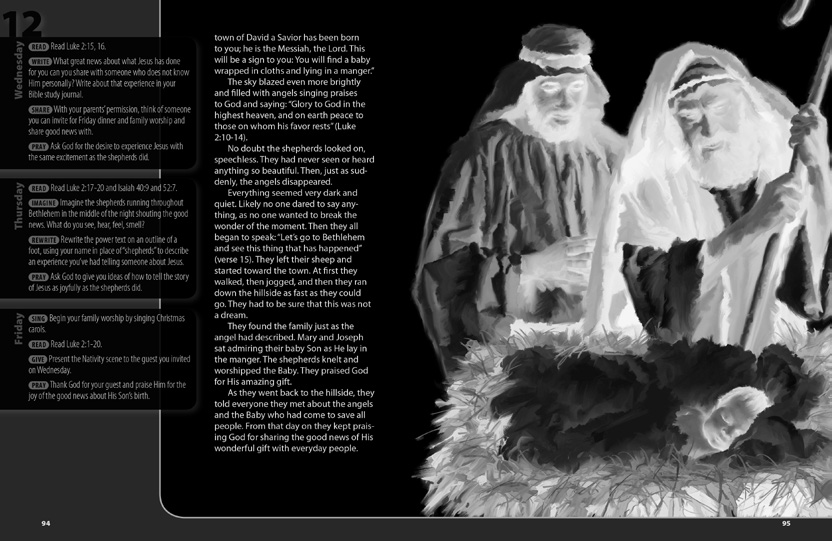 12
Wednesday
READ Read Luke 2:15, 16.
WRITE What great news about what Jesus has done
for you can you share with someone who does not know
Him personally? Write about that experience in your
Bible study journal.
SHARE With your parents' permission, think of someone
you can invite for Friday dinner and family worship and
share good news with.
PRAY Ask God for the desire to experience Jesus with
the same excitement as the shepherds did.
Thursday
READ Read Luke 2:17-20 and Isaiah 40:9 and 52:7.
IMAGINE Imagine the shepherds running throughout
Bethlehem in the middle of the night shouting the good
news. What do you see, hear, feel, smell?
REWRITE Rewrite the power text on an outline of a
foot, using your name in place of "shepherds" to describe
an experience you've had telling someone about Jesus.
PRAY Ask God to give you ideas of how to tell the story
of Jesus as joyfully as the shepherds did.
Friday
SING Begin your family worship by singing Christmas
carols.
READ Read Luke 2:1-20.
GIVE Present the Nativity scene to the guest you invited
on Wednesday.
PRAY Thank God for your guest and praise Him for the
joy of the good news about His Son's birth.
town of David a Savior has been born
to you; he is the Messiah, the Lord. This
will be a sign to you: You will find a baby
wrapped in cloths and lying in a manger."
The sky blazed even more brightly
and filled with angels singing praises
to God and saying: "Glory to God in the
highest heaven, and on earth peace to
those on whom his favor rests" (Luke
2:10-14).
No doubt the shepherds looked on,
speechless. They had never seen or heard
anything so beautiful. Then, just as sud-
denly, the angels disappeared.
Everything seemed very dark and
quiet. Likely no one dared to say any-
thing, as no one wanted to break the
wonder of the moment. Then they all
began to speak: "Let's go to Bethlehem
and see this thing that has happened"
(verse 15). They left their sheep and
started toward the town. At first they
walked, then jogged, and then they ran
down the hillside as fast as they could
go. They had to be sure that this was not
a dream.
They found the family just as the
angel had described. Mary and Joseph
sat admiring their baby Son as He lay in
the manger. The shepherds knelt and
worshipped the Baby. They praised God
for His amazing gift.
As they went back to the hillside, they
told everyone they met about the angels
and the Baby who had come to save all
people. From that day on they kept prais-
ing God for sharing the good news of His
wonderful gift with everyday people.
94
95